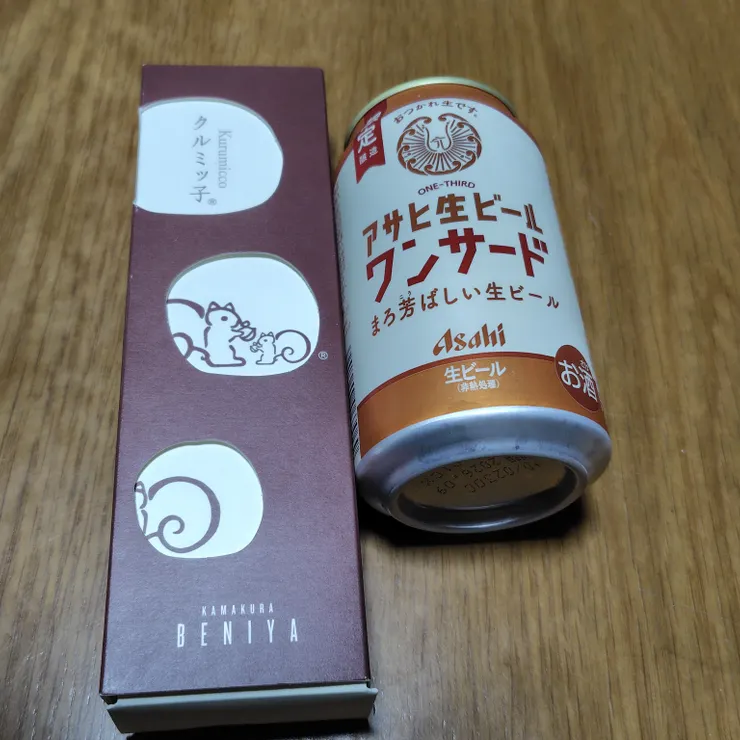 Kurumicco
クルミッ子®
®
KAMAKURA
BENIYA
おつかれ生です。
定
醸造
ONE-THIRD
アサヒ生ビール
ワンサード
まろ芳ばしい生ビール
Asahi
生ビール
(非熱処理)
お酒